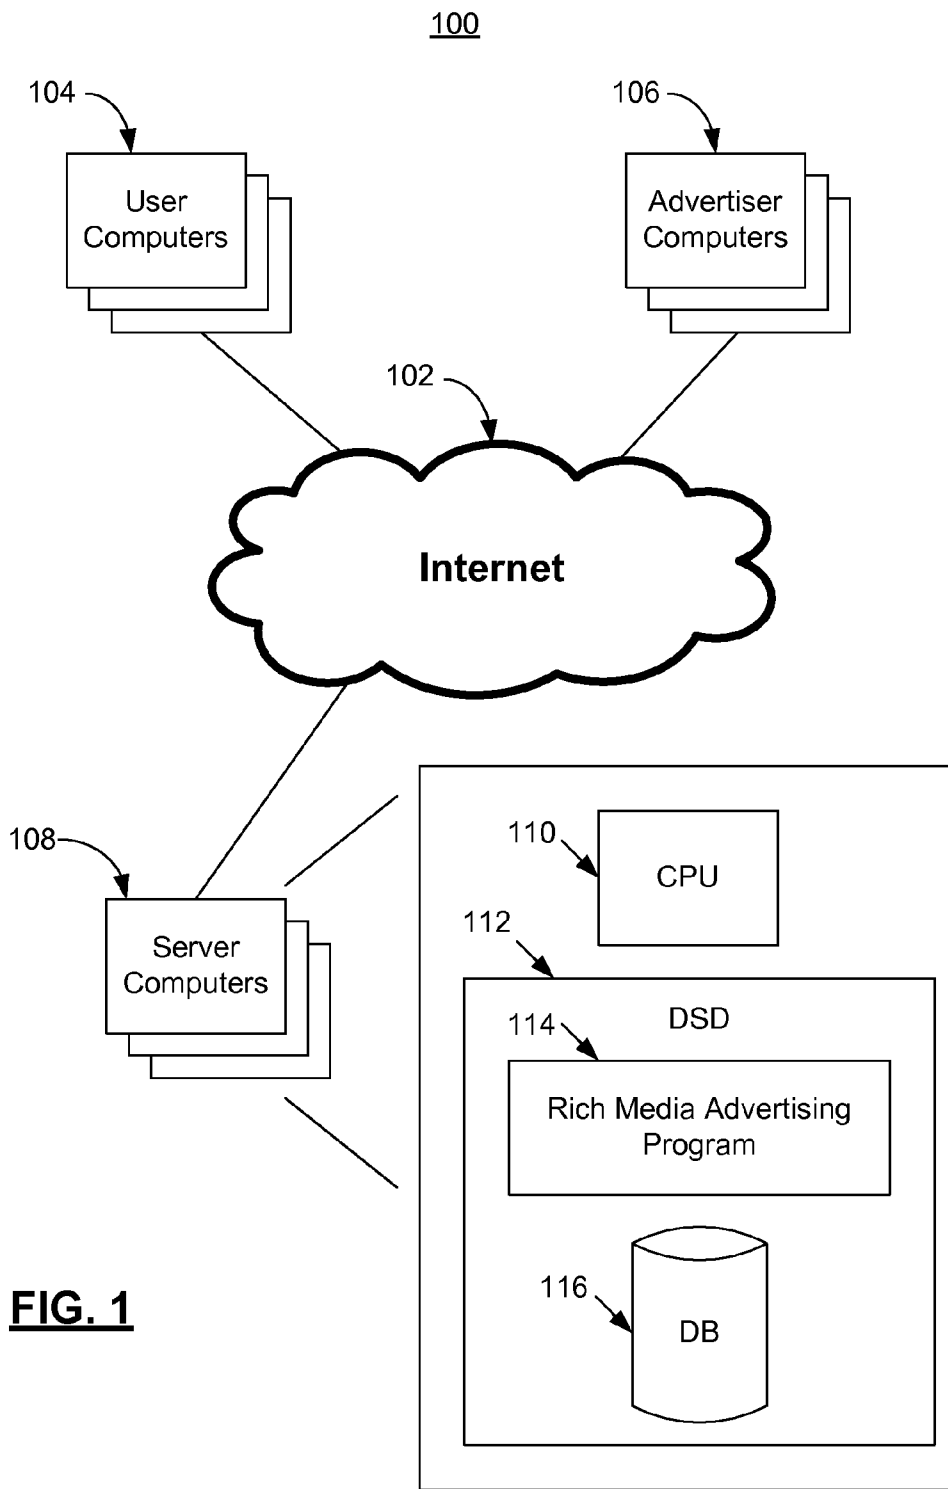 100
104
106
User
Computers
Advertiser
Computers
102
Internet
108
Server
Computers
110
CPU
112
DSD
114
Rich Media Advertising
Program
116
DB
FIG. 1